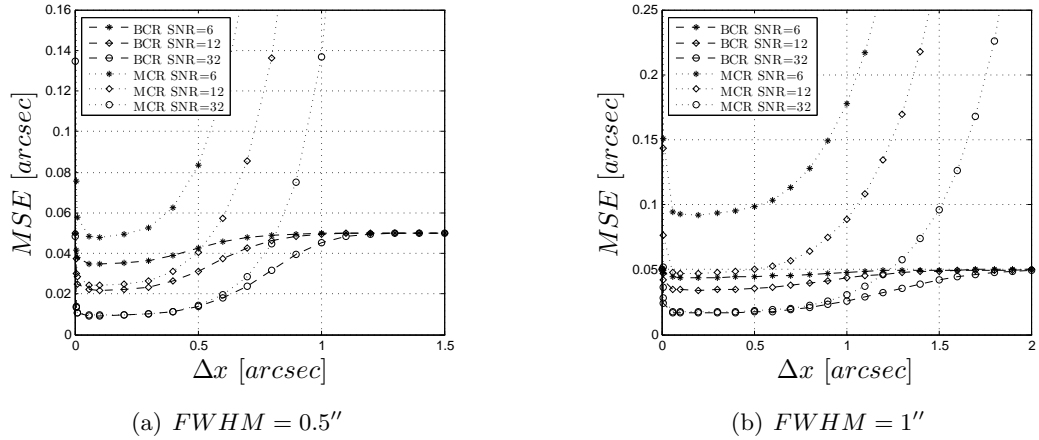 0.16
0.14
0.12
0.1
0.08
0.06
0.04
0.02
0
MSE [arcsec]
BCR SNR=6
BCR SNR=12
BCR SNR=32
MCR SNR=6
MCR SNR=12
MCR SNR=32
0 0.5 1 1.5
Δx [arcsec]
(a) FWHM = 0.5′′
0.25
0.2
0.15
0.1
0.05
0
MSE [arcsec]
BCR SNR=6
BCR SNR=12
BCR SNR=32
MCR SNR=6
MCR SNR=12
MCR SNR=32
0 0.5 1 1.5 2
Δx [arcsec]
(b) FWHM = 1′′